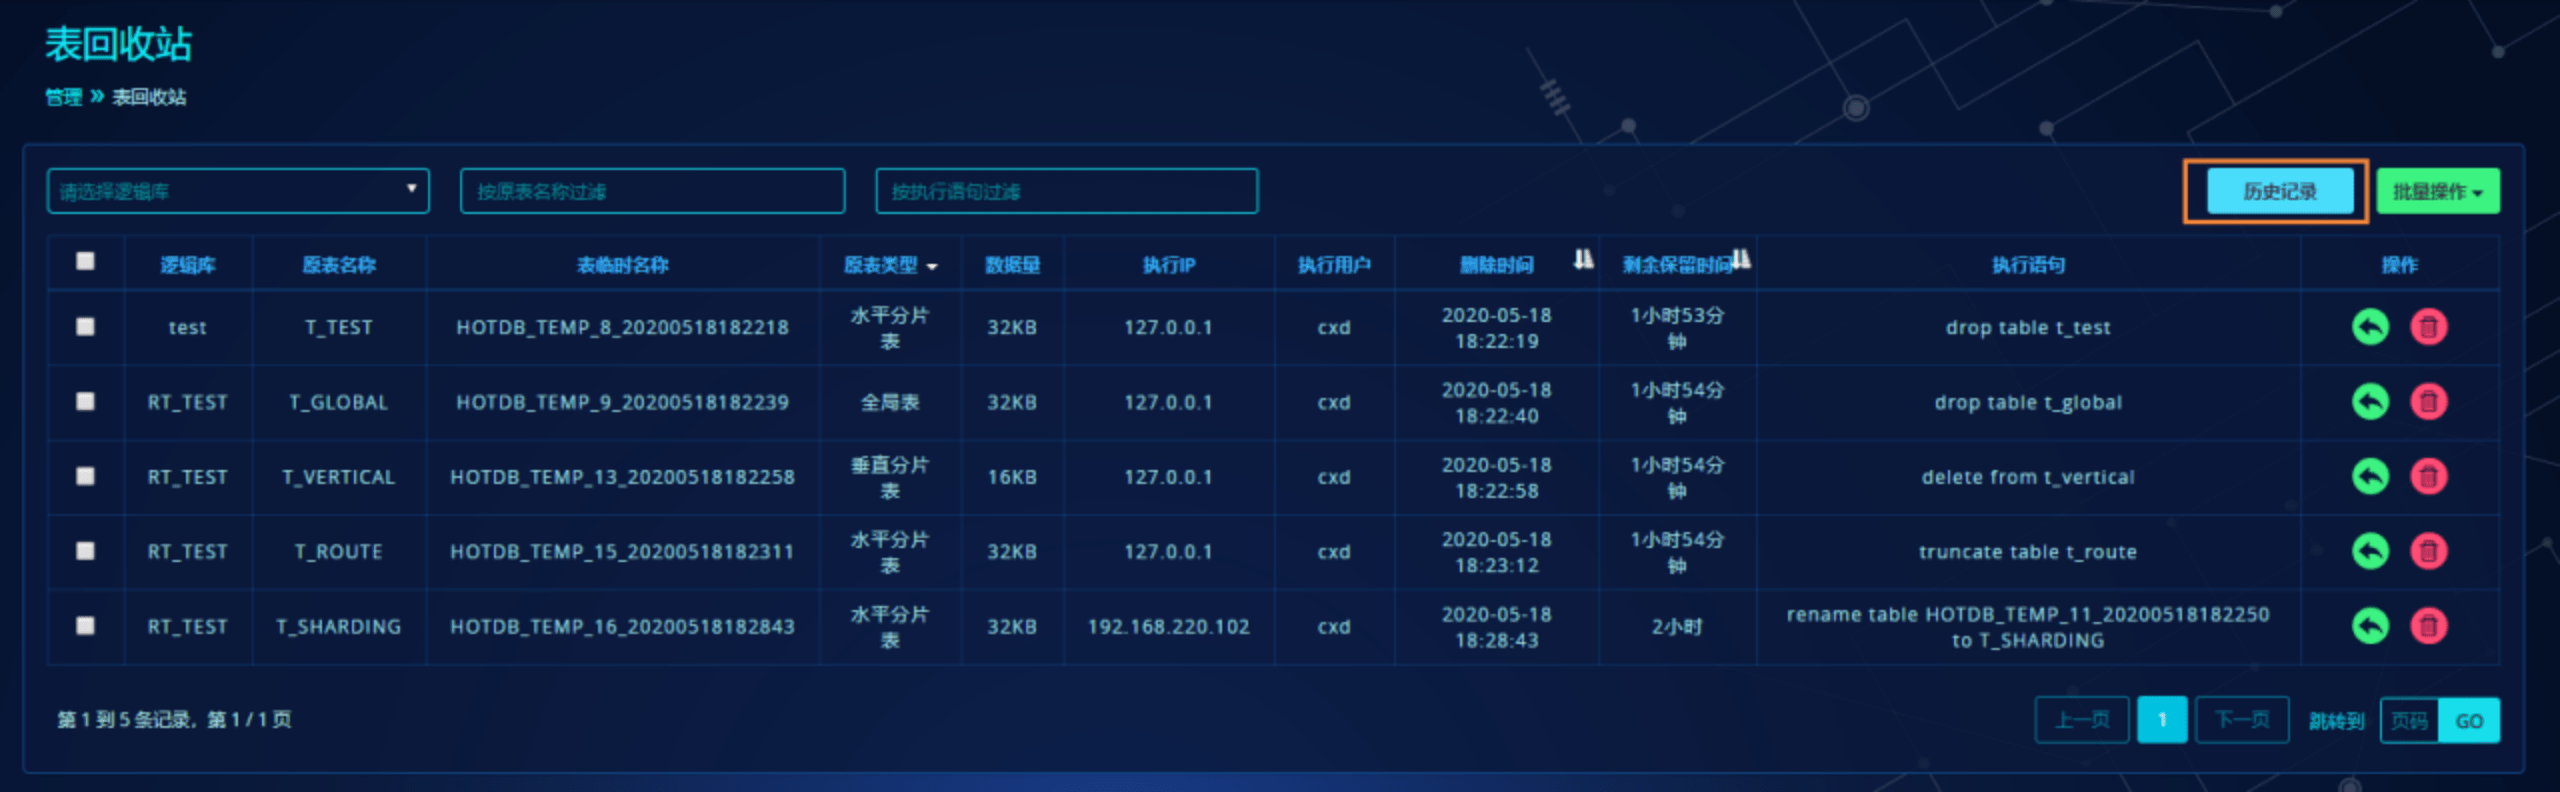 表回收站
管理 » 表回收站
请选择逻辑库 按原表名称过滤 按执行语句过滤 历史记录 批量操作
逻辑库 原表名称 表临时名称 原表类型 数据量 执行IP 执行用户 删除时间 剩余保留时间 执行语句 操作
test T_TEST HOTDB_TEMP_8_20200518182218 水平分片表 32KB 127.0.0.1 cxd 2020-05-18 18:22:19 1小时53分钟 drop table t_test
RT_TEST T_GLOBAL HOTDB_TEMP_9_20200518182239 全局表 32KB 127.0.0.1 cxd 2020-05-18 18:22:40 1小时54分钟 drop table t_global
RT_TEST T_VERTICAL HOTDB_TEMP_13_20200518182258 垂直分片表 16KB 127.0.0.1 cxd 2020-05-18 18:22:58 1小时54分钟 delete from t_vertical
RT_TEST T_ROUTE HOTDB_TEMP_15_20200518182311 水平分片表 32KB 127.0.0.1 cxd 2020-05-18 18:23:12 1小时54分钟 truncate table t_route
RT_TEST T_SHARDING HOTDB_TEMP_16_20200518182843 水平分片表 32KB 192.168.220.102 cxd 2020-05-18 18:28:43 2小时 rename table HOTDB_TEMP_11_20200518182250 to T_SHARDING
第 1 到 5 条记录，第 1 / 1 页 上一页 1 下一页 跳转到 页码 GO